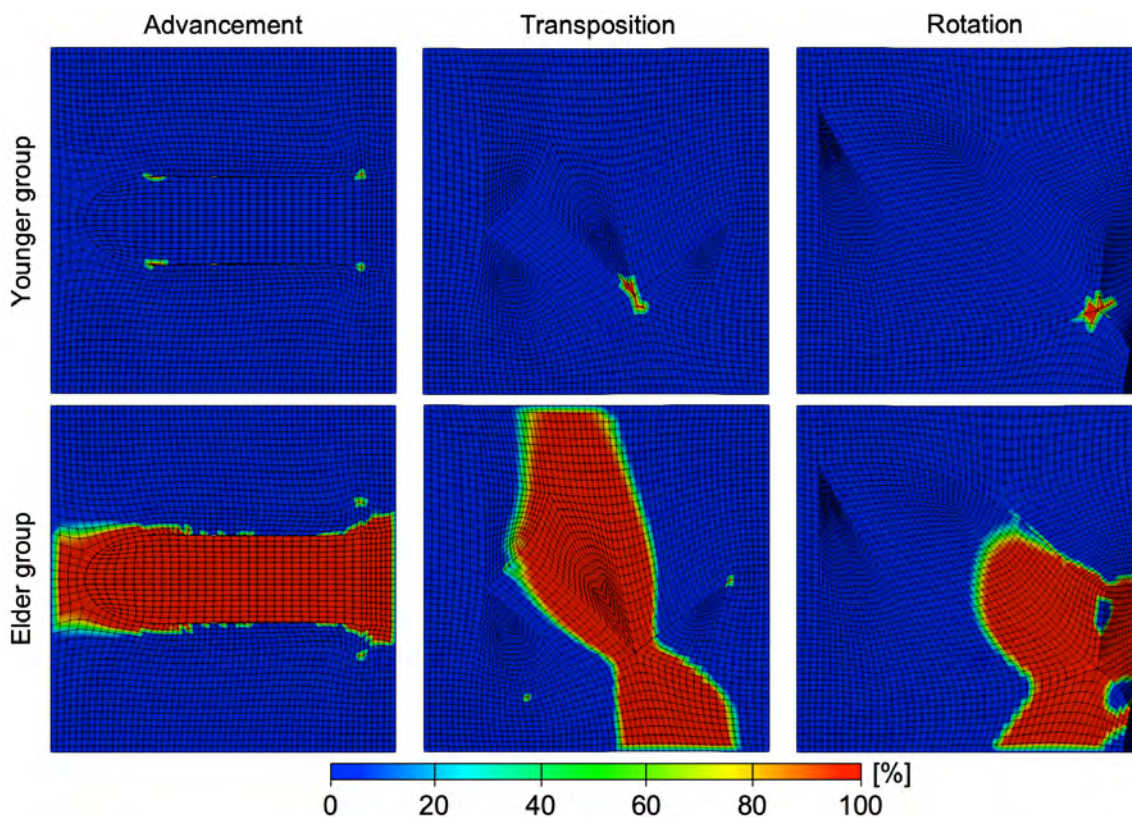 Advancement Transposition Rotation
Younger group
Elder group
[%]
0 20 40 60 80 100